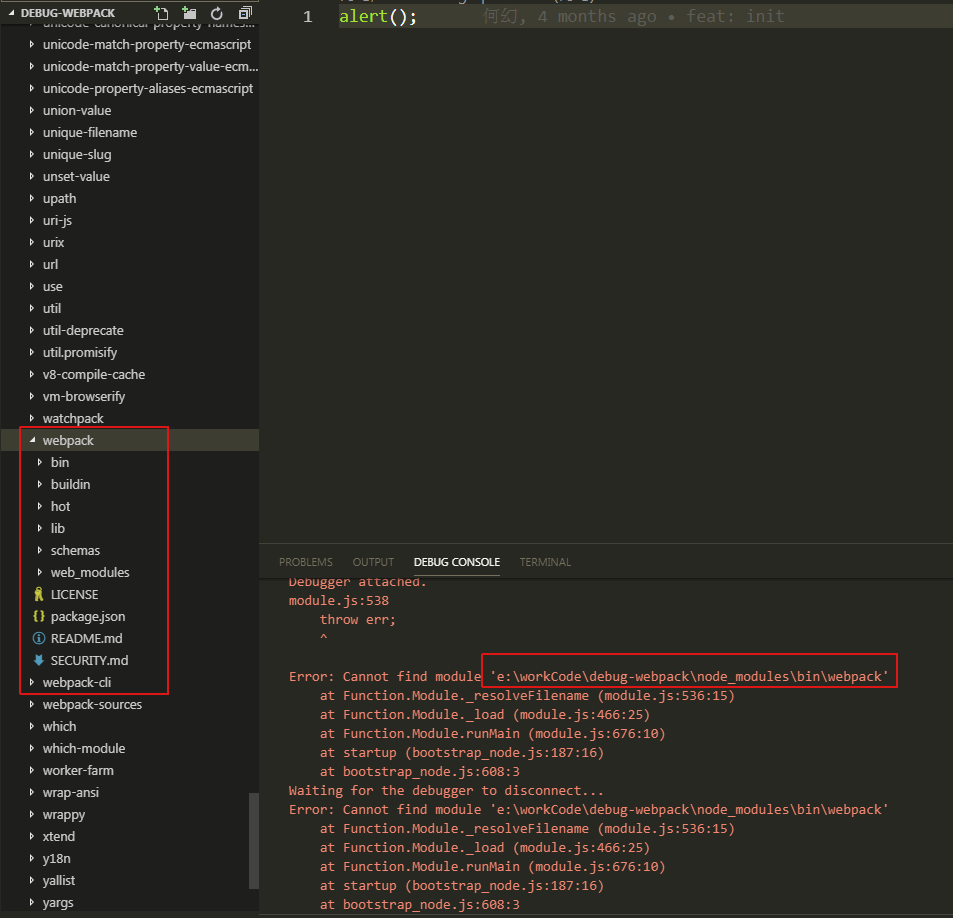 DEBUG-WEBPACK
unicode-canonical-property-names...
unicode-match-property-ecmascript
unicode-match-property-value-ecm...
unicode-property-aliases-ecmascript
union-value
unique-filename
unique-slug
unset-value
upath
uri-js
urix
url
use
util
util-deprecate
util.promisify
v8-compile-cache
vm-browserify
watchpack
webpack
bin
buildin
hot
lib
schemas
web_modules
LICENSE
package.json
README.md
SECURITY.md
webpack-cli
webpack-sources
which
which-module
worker-farm
wrap-ansi
wrappy
xtend
y18n
yallist
yargs
1 alert(); 何幻, 4 months ago • feat: init
PROBLEMS OUTPUT DEBUG CONSOLE TERMINAL
Debugger attached.
module.js:538
throw err;
^
Error: Cannot find module 'e:\workCode\debug-webpack\node_modules\bin\webpack'
at Function.Module._resolveFilename (module.js:536:15)
at Function.Module._load (module.js:466:25)
at Function.Module.runMain (module.js:676:10)
at startup (bootstrap_node.js:187:16)
at bootstrap_node.js:608:3
Waiting for the debugger to disconnect...
Error: Cannot find module 'e:\workCode\debug-webpack\node_modules\bin\webpack'
at Function.Module._resolveFilename (module.js:536:15)
at Function.Module._load (module.js:466:25)
at Function.Module.runMain (module.js:676:10)
at startup (bootstrap_node.js:187:16)
at bootstrap_node.js:608:3